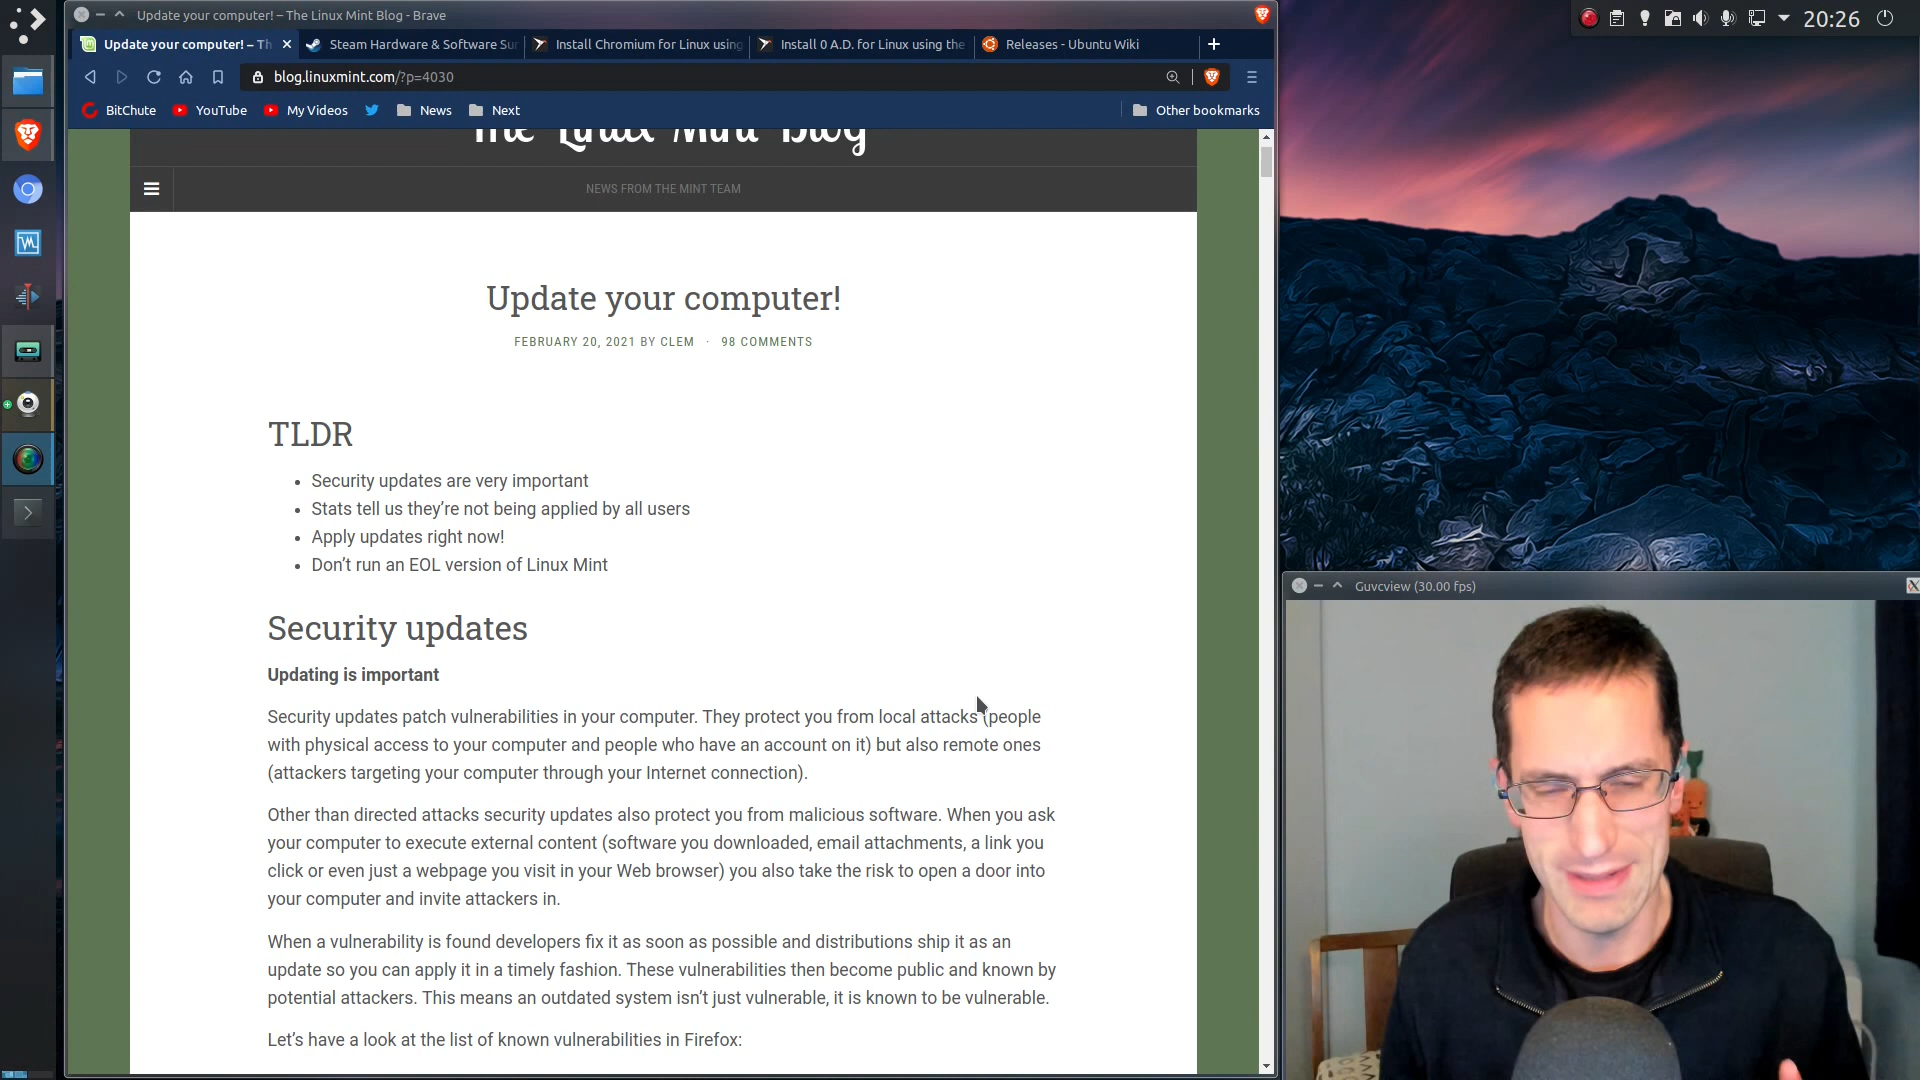 Update your computer! – The Linux Mint Blog - Brave
20:26
Update your computer! – Th
Steam Hardware & Software Sur
Install Chromium for Linux using
Install 0 A.D. for Linux using the
Releases - Ubuntu Wiki
blog.linuxmint.com/?p=4030
BitChute
YouTube
My Videos
News
Next
Other bookmarks
The Linux Mint Blog
NEWS FROM THE MINT TEAM
Update your computer!
FEBRUARY 20, 2021 BY CLEM · 98 COMMENTS
TLDR
• Security updates are very important
• Stats tell us they’re not being applied by all users
• Apply updates right now!
• Don’t run an EOL version of Linux Mint
Security updates
Updating is important
Security updates patch vulnerabilities in your computer. They protect you from local attacks (people
with physical access to your computer and people who have an account on it) but also remote ones
(attackers targeting your computer through your Internet connection).
Other than directed attacks security updates also protect you from malicious software. When you ask
your computer to execute external content (software you downloaded, email attachments, a link you
click or even just a webpage you visit in your Web browser) you also take the risk to open a door into
your computer and invite attackers in.
When a vulnerability is found developers fix it as soon as possible and distributions ship it as an
update so you can apply it in a timely fashion. These vulnerabilities then become public and known by
potential attackers. This means an outdated system isn’t just vulnerable, it is known to be vulnerable.
Let’s have a look at the list of known vulnerabilities in Firefox:
Guvcview (30.00 fps)